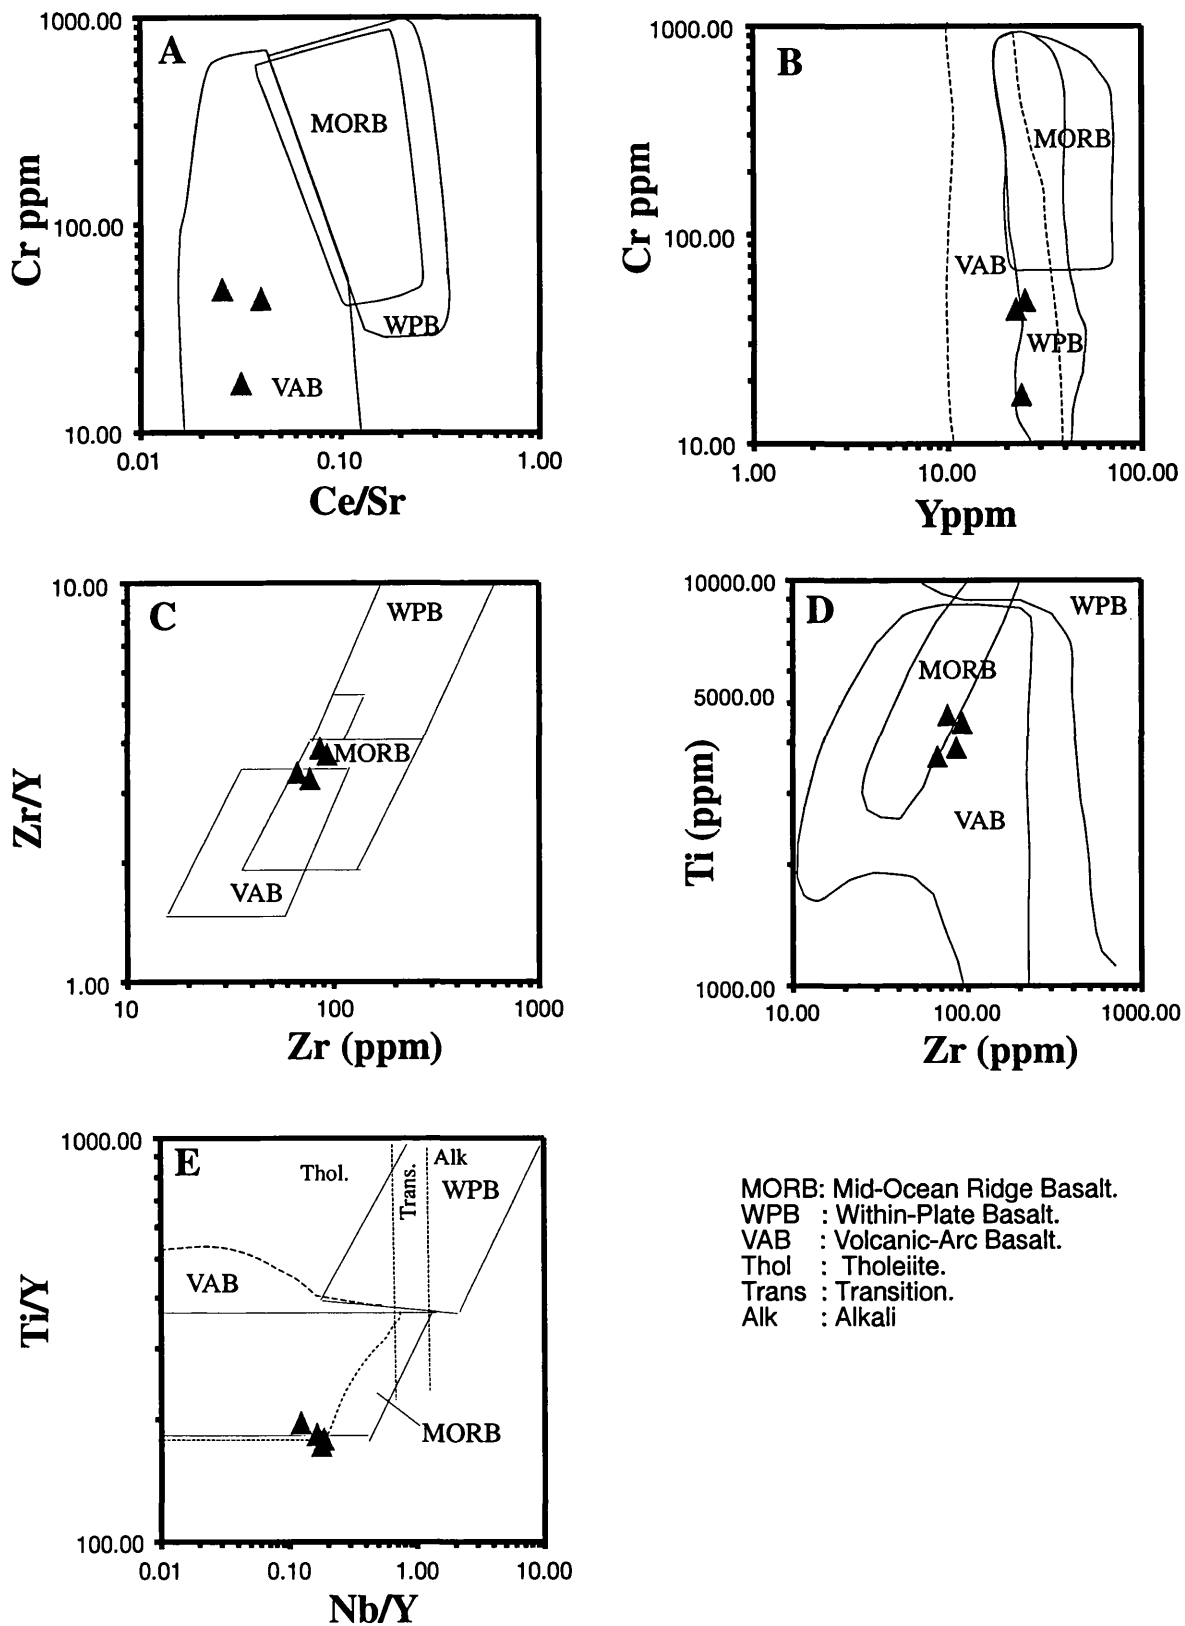 A
1000.00
100.00
10.00
Cr ppm
MORB
WPB
VAB
0.01
0.10
1.00
Ce/Sr
B
1000.00
100.00
10.00
Cr ppm
MORB
VAB
WPB
1.00
10.00
100.00
Yppm
C
10.00
1.00
Zr/Y
WPB
MORB
VAB
10
100
1000
Zr (ppm)
D
10000.00
5000.00
1000.00
Ti (ppm)
WPB
MORB
VAB
10.00
100.00
1000.00
Zr (ppm)
E
1000.00
100.00
Ti/Y
Thol.
Trans.
Alk
WPB
VAB
MORB
0.01
0.10
1.00
10.00
Nb/Y
MORB: Mid-Ocean Ridge Basalt.
WPB : Within-Plate Basalt.
VAB : Volcanic-Arc Basalt.
Thol : Tholeiite.
Trans : Transition.
Alk : Alkali